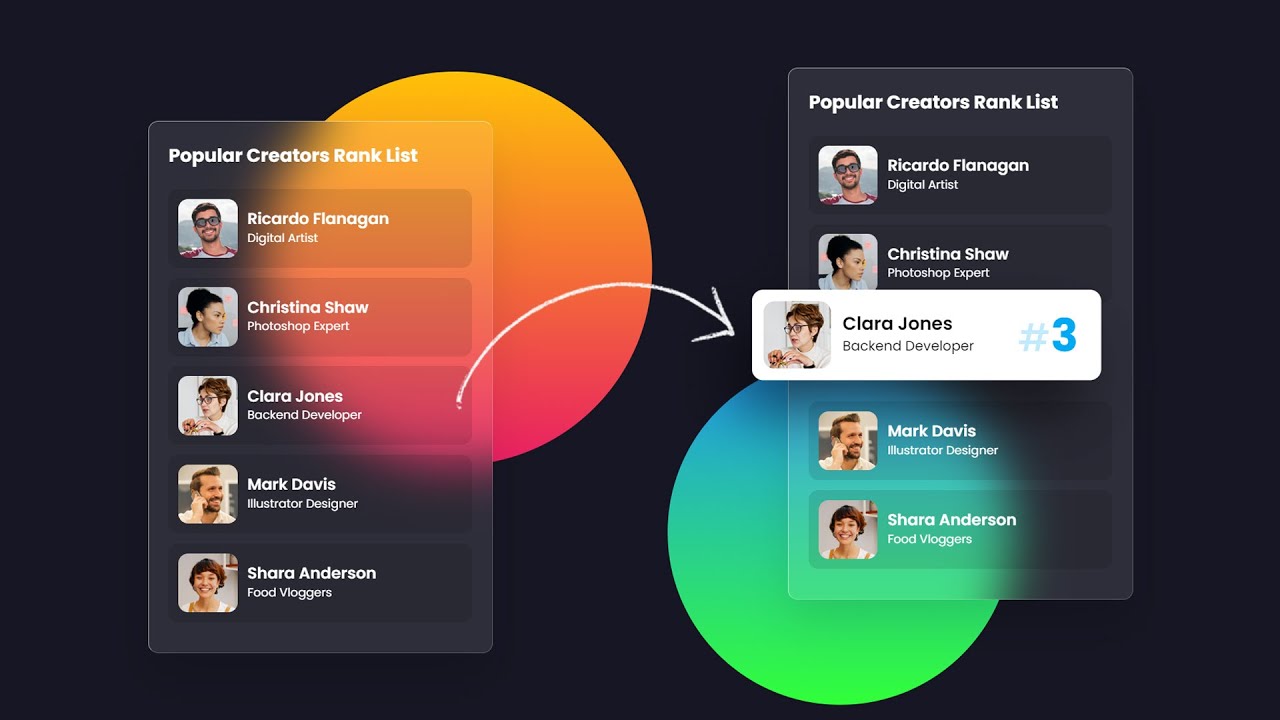 Popular Creators Rank List
Ricardo Flanagan
Digital Artist
Christina Shaw
Photoshop Expert
Clara Jones
Backend Developer
Mark Davis
Illustrator Designer
Shara Anderson
Food Vloggers
Popular Creators Rank List
Ricardo Flanagan
Digital Artist
Christina Shaw
Photoshop Expert
Clara Jones
Backend Developer
#3
Mark Davis
Illustrator Designer
Shara Anderson
Food Vloggers